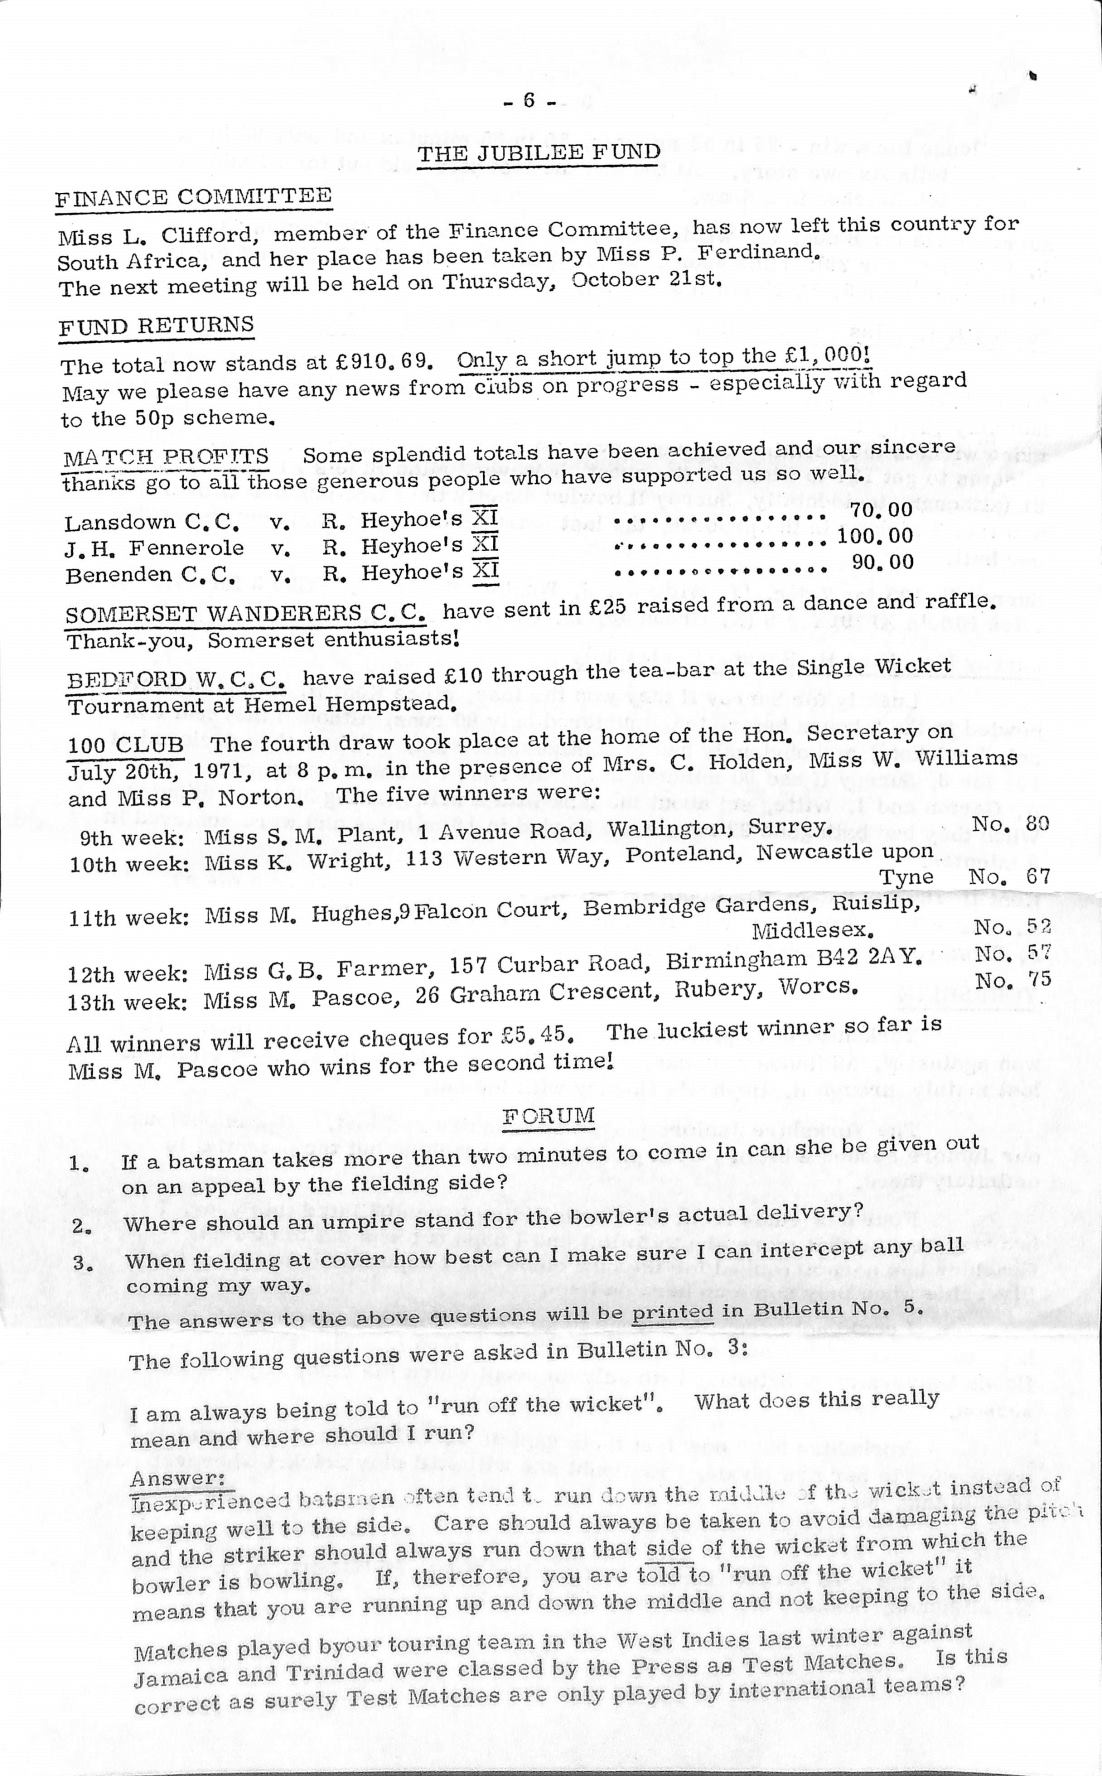 - 6 -
THE JUBILEE FUND
FINANCE COMMITTEE
Miss L. Clifford, member of the Finance Committee, has now left this country for
South Africa, and her place has been taken by Miss P. Ferdinand.
The next meeting will be held on Thursday, October 21st.
FUND RETURNS
The total now stands at £910.69. Only a short jump to top the £1,000!
May we please have any news from clubs on progress - especially with regard
to the 50p scheme.
MATCH PROFITS Some splendid totals have been achieved and our sincere
thanks go to all those generous people who have supported us so well.
Lansdown C.C. v. R. Heyhoe's XI ................. 70.00
J.H. Fennerole v. R. Heyhoe's XI ................. 100.00
Benenden C.C. v. R. Heyhoe's XI ................. 90.00
SOMERSET WANDERERS C.C. have sent in £25 raised from a dance and raffle.
Thank-you, Somerset enthusiasts!
BEDFORD W.C.C. have raised £10 through the tea-bar at the Single Wicket
Tournament at Hemel Hempstead.
100 CLUB The fourth draw took place at the home of the Hon. Secretary on
July 20th, 1971, at 8 p.m. in the presence of Mrs. C. Holden, Miss W. Williams
and Miss P. Norton. The five winners were:
9th week: Miss S.M. Plant, 1 Avenue Road, Wallington, Surrey. No. 80
10th week: Miss K. Wright, 113 Western Way, Ponteland, Newcastle upon
Tyne No. 67
11th week: Miss M. Hughes,9 Falcon Court, Bembridge Gardens, Ruislip,
Middlesex. No. 52
12th week: Miss G.B. Farmer, 157 Curbar Road, Birmingham B42 2AY. No. 57
13th week: Miss M. Pascoe, 26 Graham Crescent, Rubery, Worcs. No. 75
All winners will receive cheques for £5.45. The luckiest winner so far is
Miss M. Pascoe who wins for the second time!
FORUM
1. If a batsman takes more than two minutes to come in can she be given out
on an appeal by the fielding side?
2. Where should an umpire stand for the bowler's actual delivery?
3. When fielding at cover how best can I make sure I can intercept any ball
coming my way.
The answers to the above questions will be printed in Bulletin No. 5.
The following questions were asked in Bulletin No. 3:
I am always being told to "run off the wicket". What does this really
mean and where should I run?
Answer:
Inexperienced batsmen often tend to run down the middle of the wicket instead of
keeping well to the side. Care should always be taken to avoid damaging the pitch
and the striker should always run down that side of the wicket from which the
bowler is bowling. If, therefore, you are told to "run off the wicket" it
means that you are running up and down the middle and not keeping to the side.
Matches played byour touring team in the West Indies last winter against
Jamaica and Trinidad were classed by the Press as Test Matches. Is this
correct as surely Test Matches are only played by international teams?